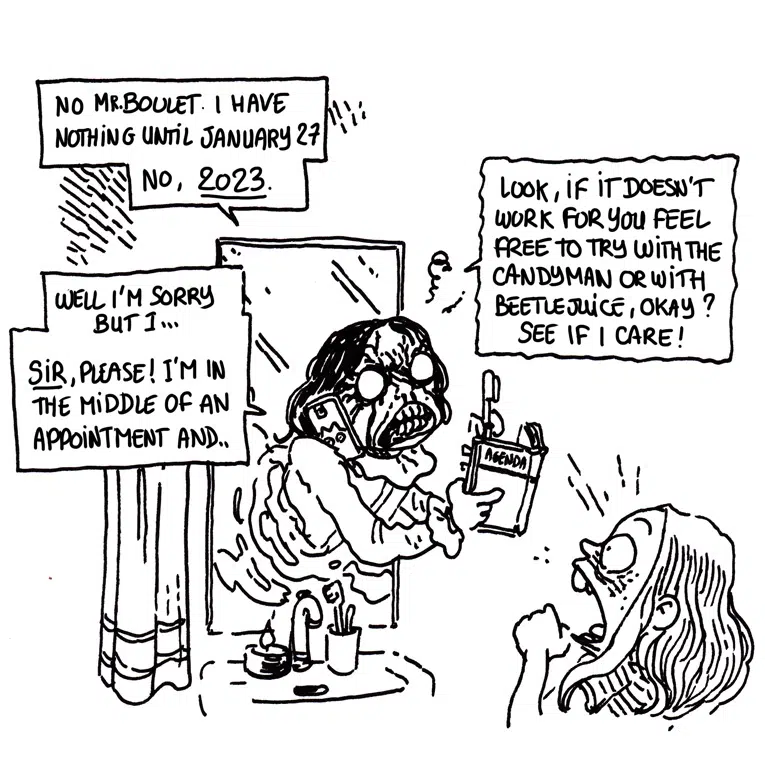 NO MR.BOULET. I HAVE
NOTHING UNTIL JANUARY 27
NO, 2023.
LOOK, IF IT DOESN'T
WORK FOR YOU FEEL
FREE TO TRY WITH THE
CANDYMAN OR WITH
BEETLEJUICE, OKAY?
SEE IF I CARE!
WELL I'M SORRY
BUT I...
SIR, PLEASE! I'M IN
THE MIDDLE OF AN
APPOINTMENT AND..
AGENDA